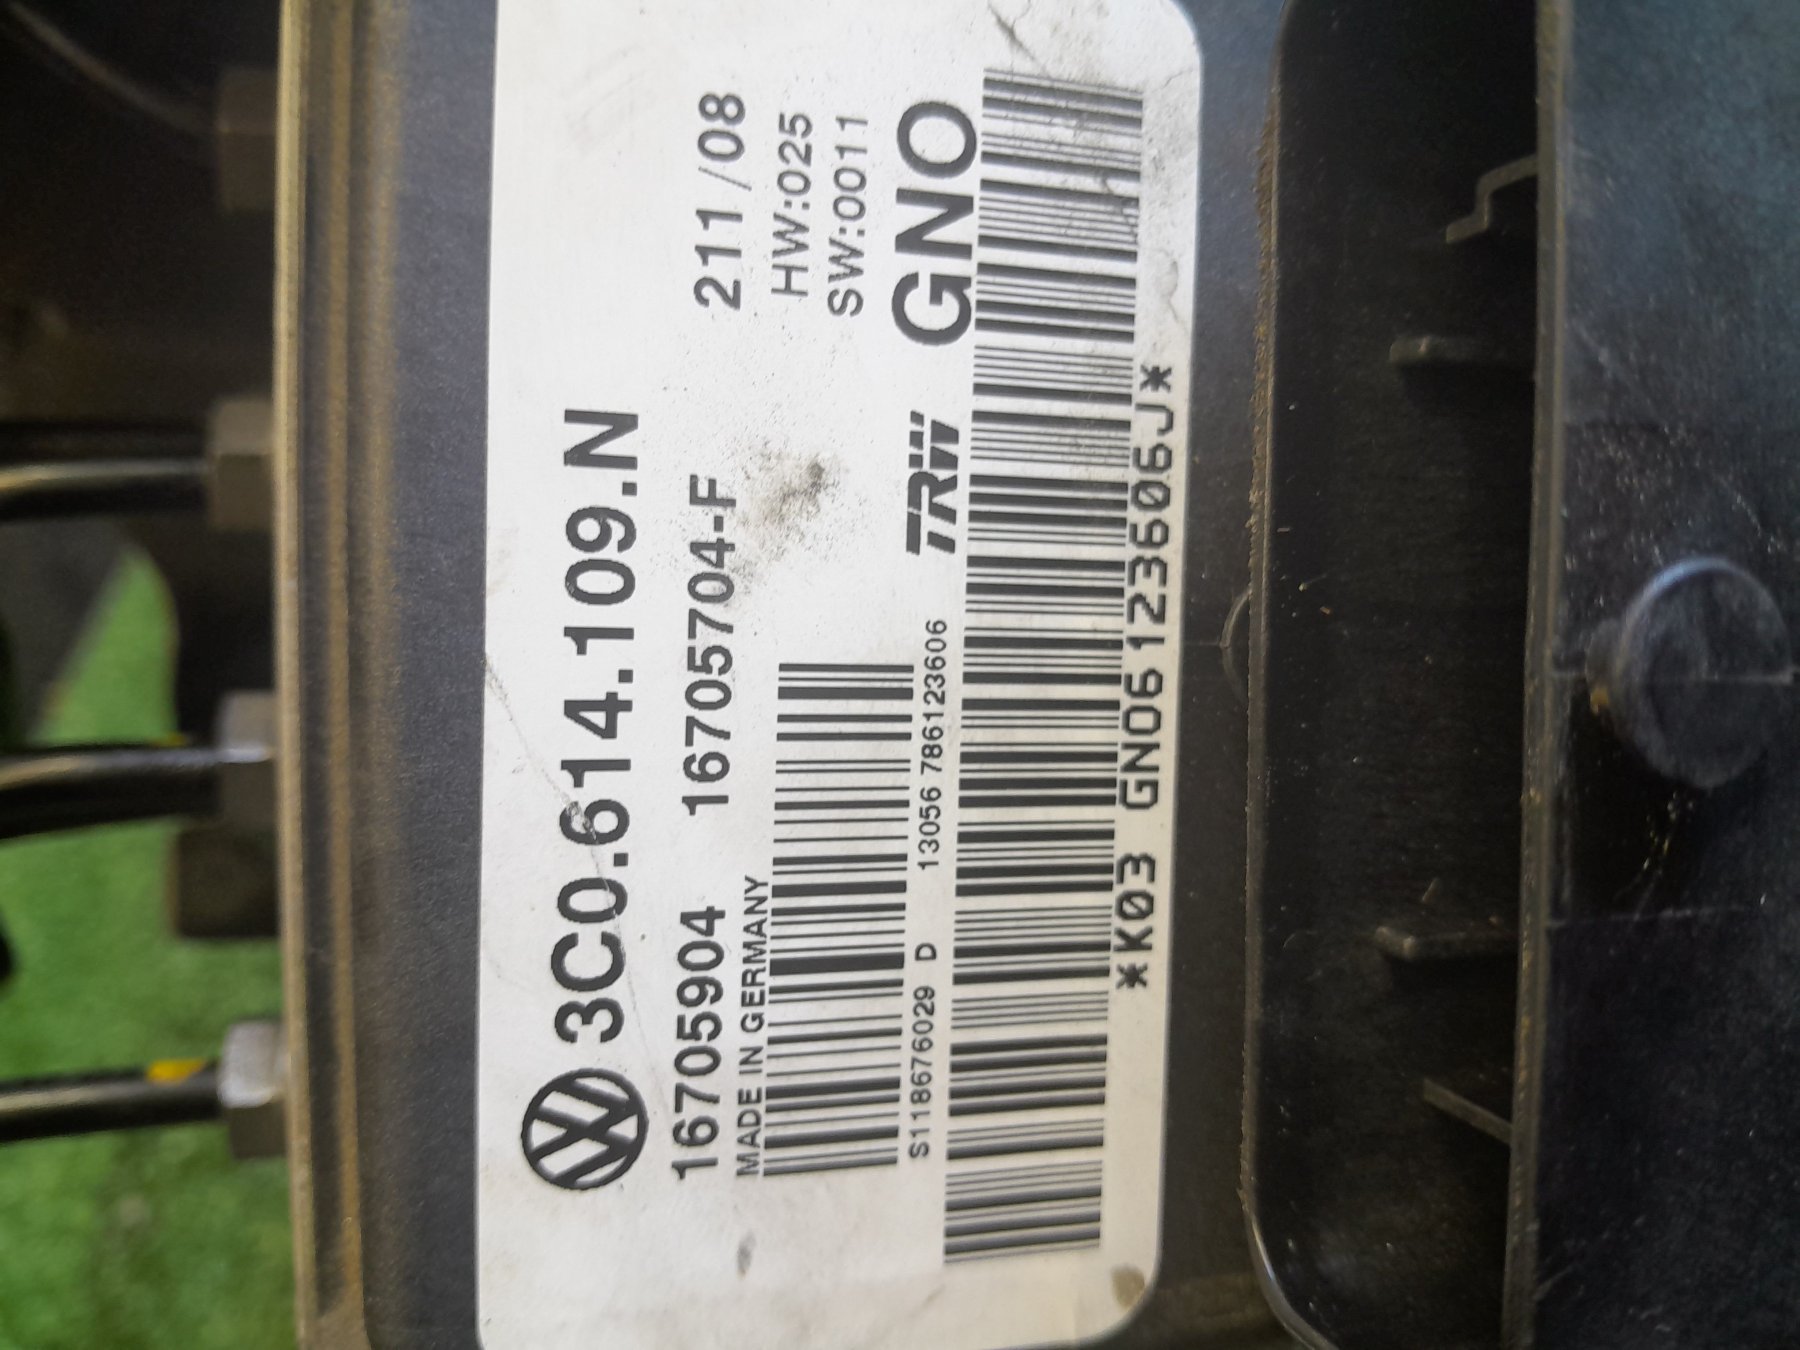 3C0.614.109.N
16705904 16705704-F 211/08
MADE IN GERMANY
HW:025
SW:0011
S118676029 D 13056 786123606
TRW GNO
*K03 GNO6123606J*